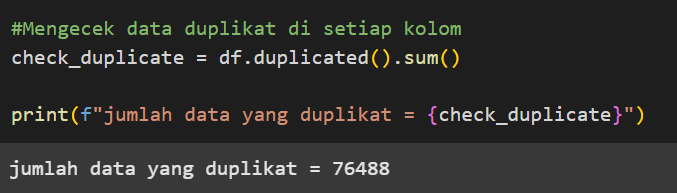 #Mengecek data duplikat di setiap kolom
check_duplicate = df.duplicated().sum()
print(f"jumlah data yang duplikat = {check_duplicate}")
jumlah data yang duplikat = 76488